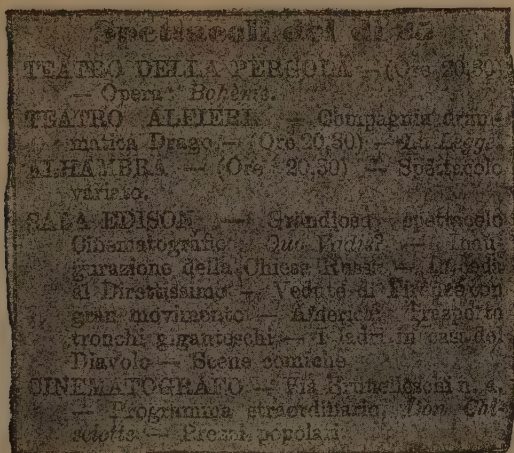 Spettacoli del dì 23
TEATRO DELLA PERGOLA — (Ore 20,30)
— Opera: Bohème.
TEATRO ALFIERI — Compagnia dram-
matica Drago — (Ore 20,30) — La Legge
ALHAMBRA — (Ore 20,30) — Spettacolo
variato.
SALA EDISON — Grandioso spettacolo
Cinematografico: Quo Vadis? — Inau-
gurazione della Chiesa Russa —
al Direttissimo — Vedute di Firenze con
gran movimento — America: Trasporto
tronchi giganteschi — I ladri in casa del
Diavolo — Scene comiche
CINEMATOGRAFO — Via Brunelleschi n. 4.
— Programma straordinario, Don Chi-
sciotte — Prezzi popolari